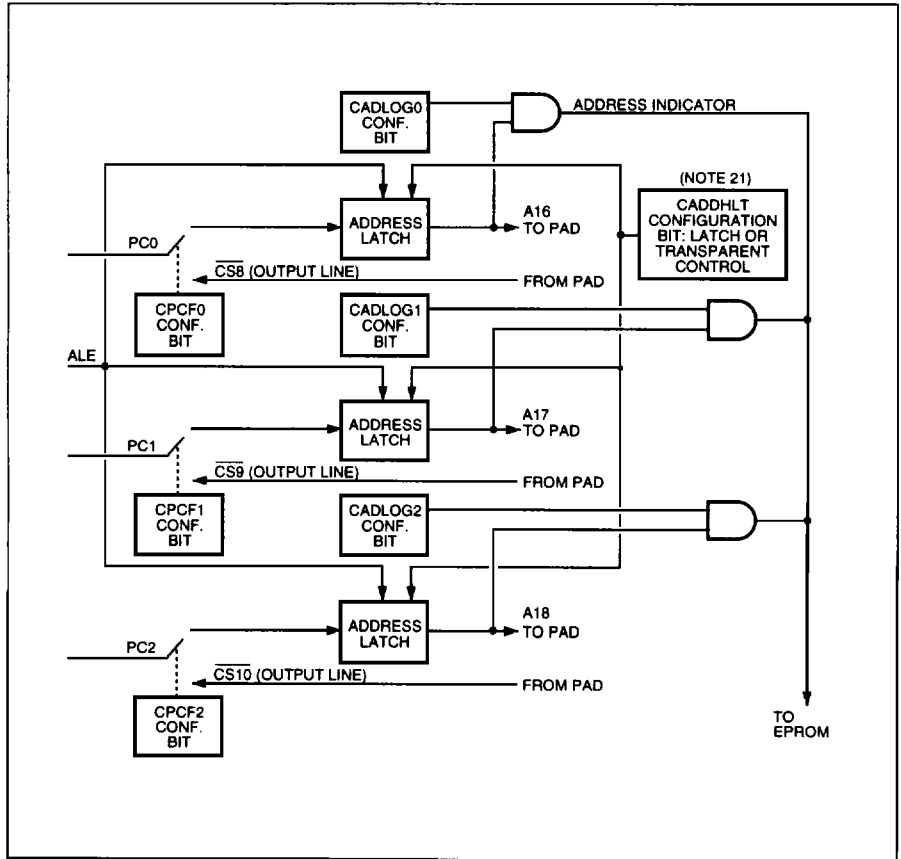 CADLOG0
CONF.
BIT
ADDRESS INDICATOR
(NOTE 21)
CADDHLT
CONFIGURATION
BIT: LATCH OR
TRANSPARENT
CONTROL
ADDRESS
LATCH
A16
TO PAD
PC0
CS8 (OUTPUT LINE)
FROM PAD
CPCF0
CONF.
BIT
CADLOG1
CONF.
BIT
ALE
ADDRESS
LATCH
A17
TO PAD
PC1
CS9 (OUTPUT LINE)
FROM PAD
CPCF1
CONF.
BIT
CADLOG2
CONF.
BIT
ADDRESS
LATCH
A18
TO PAD
PC2
CS10 (OUTPUT LINE)
FROM PAD
CPCF2
CONF.
BIT
TO
EPROM